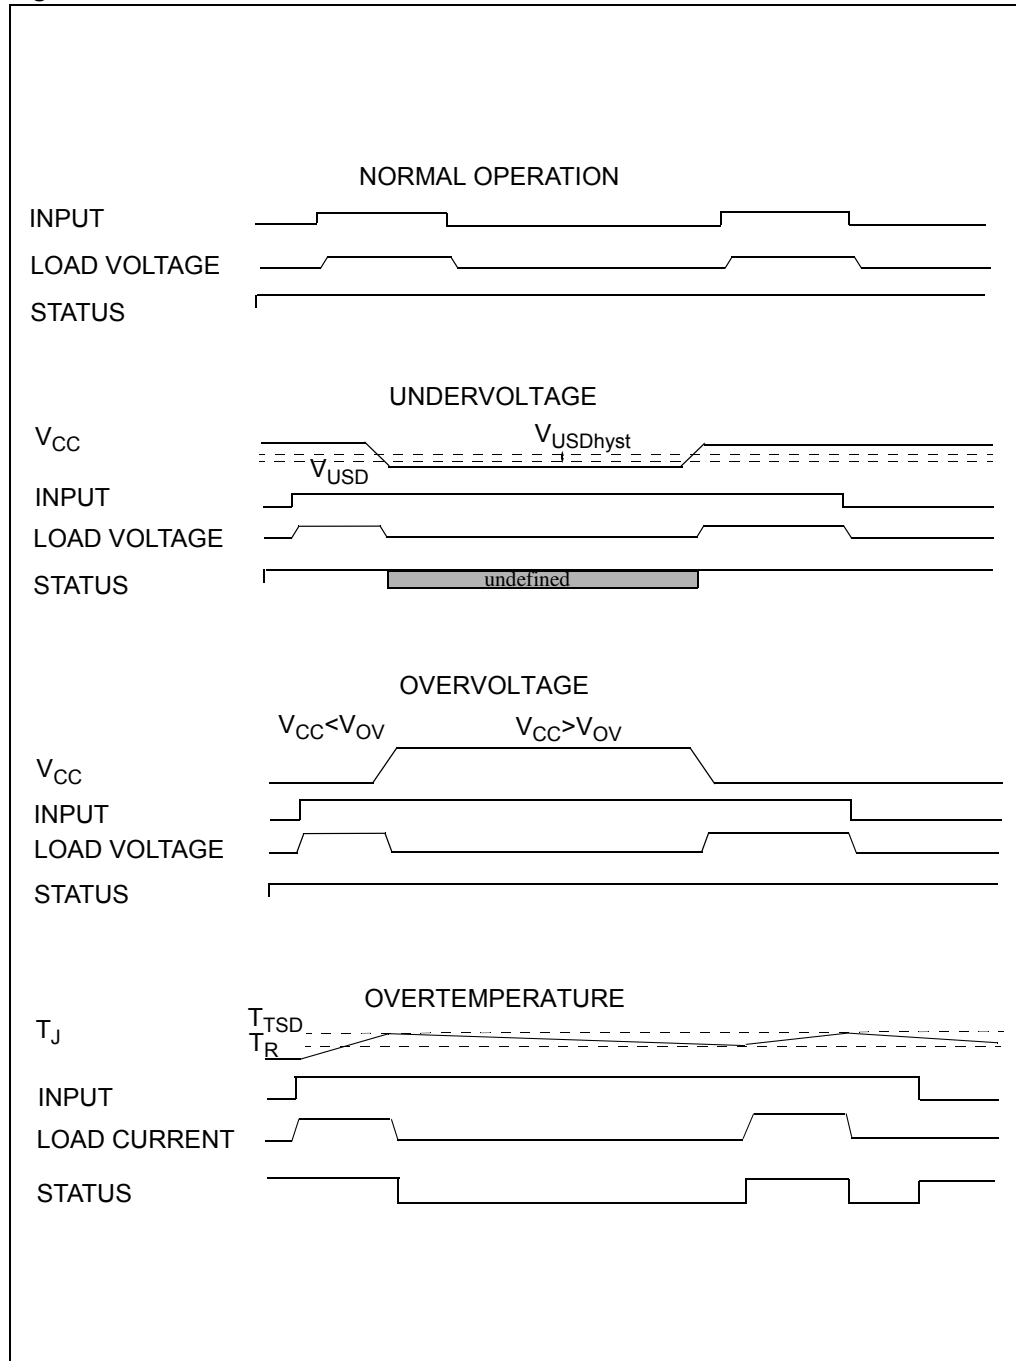 NORMAL OPERATION
INPUT
LOAD VOLTAGE
STATUS
UNDERVOLTAGE
VCC
VUSDhyst
VUSD
INPUT
LOAD VOLTAGE
STATUS
undefined
OVERVOLTAGE
VCC<VOV
VCC>VOV
VCC
INPUT
LOAD VOLTAGE
STATUS
OVERTEMPERATURE
TJ
TTSD
TR
INPUT
LOAD CURRENT
STATUS